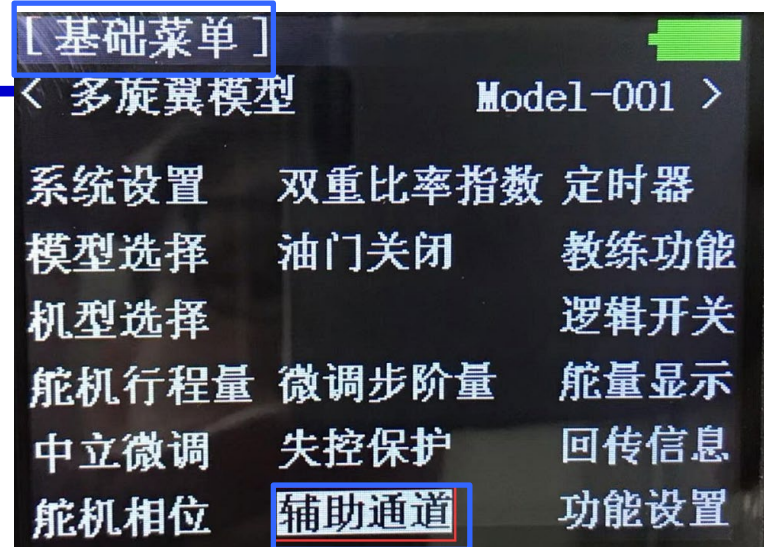 [基础菜单]
< 多旋翼模型 Model-001 >
系统设置 双重比率指数 定时器
模型选择 油门关闭 教练功能
机型选择 逻辑开关
舵机行程量 微调步阶量 舵量显示
中立微调 失控保护 回传信息
舵机相位 辅助通道 功能设置